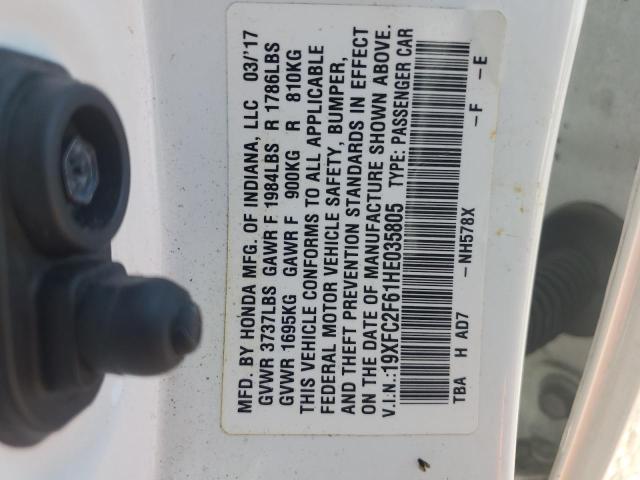 MFD. BY HONDA MFG. OF INDIANA, LLC 03/'17
GVWR 3737LBS GAWR F 1984LBS R 1786LBS
GVWR 1695KG GAWR F 900KG R 810KG
THIS VEHICLE CONFORMS TO ALL APPLICABLE
FEDERAL MOTOR VEHICLE SAFETY, BUMPER,
AND THEFT PREVENTION STANDARDS IN EFFECT
ON THE DATE OF MANUFACTURE SHOWN ABOVE.
V.I.N.:19XFC2F61HE035805 TYPE: PASSENGER CAR
TBA H AD7 –NH578X –F –E